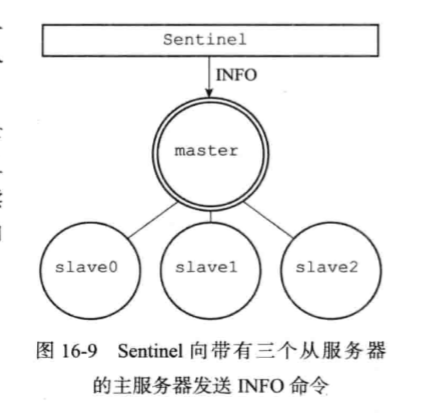 Sentinel
INFO
master
slave0
slave1
slave2
图 16-9 Sentinel 向带有三个从服务器
的主服务器发送 INFO 命令